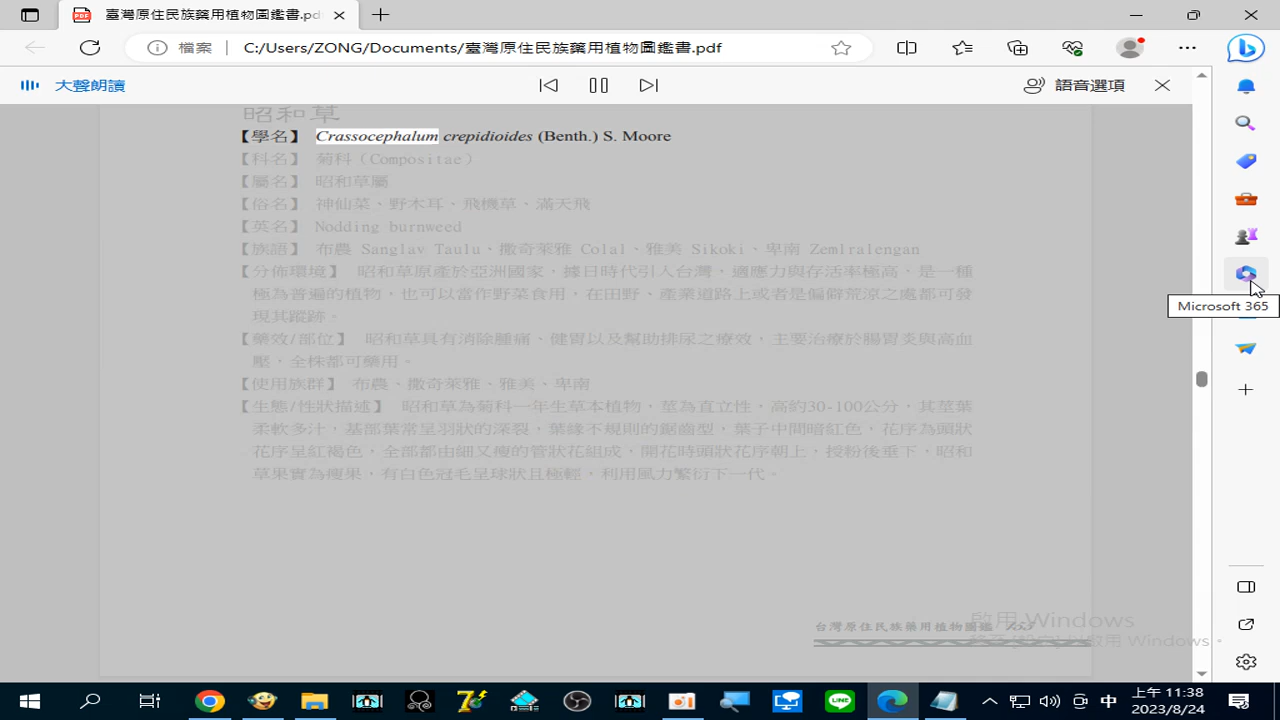 臺灣原住民族藥用植物圖鑑書.pd
檔案 C:/Users/ZONG/Documents/臺灣原住民族藥用植物圖鑑書.pdf
大聲朗讀 語音選項
昭和草
【學名】 Crassocephalum crepidioides (Benth.) S. Moore
【科名】 菊科（Compositae）
【屬名】 昭和草屬
【俗名】 神仙菜、野木耳、飛機草、滿天飛
【英名】 Nodding burnweed
【族語】 布農 Sanglav Taulu、撒奇萊雅 Colal、雅美 Sikoki、卑南 Zemlralengan
【分佈環境】 昭和草原產於亞洲國家，據日時代引入台灣，適應力與存活率極高，是一種
極為普遍的植物，也可以當作野菜食用，在田野、產業道路上或者是偏僻荒涼之處都可發
現其蹤跡。
【藥效/部位】 昭和草具有消除腫痛、健胃以及幫助排尿之療效，主要治療於腸胃炎與高血
壓，全株都可藥用。
【使用族群】 布農、撒奇萊雅、雅美、卑南
【生態/性狀描述】 昭和草為菊科一年生草本植物，莖為直立性，高約30-100公分，其莖葉
柔軟多汁，基部葉常呈羽狀的深裂，葉緣不規則的鋸齒型，葉子中間暗紅色，花序為頭狀
花序呈紅褐色，全部都由細又瘦的管狀花組成，開花時頭狀花序朝上，授粉後垂下，昭和
草果實為瘦果，有白色冠毛呈球狀且極輕，利用風力繁衍下一代。
Microsoft 365
台灣原住民族藥用植物圖鑑
啟用 Windows
啟用 Windows。
中
上午 11:38
2023/8/24